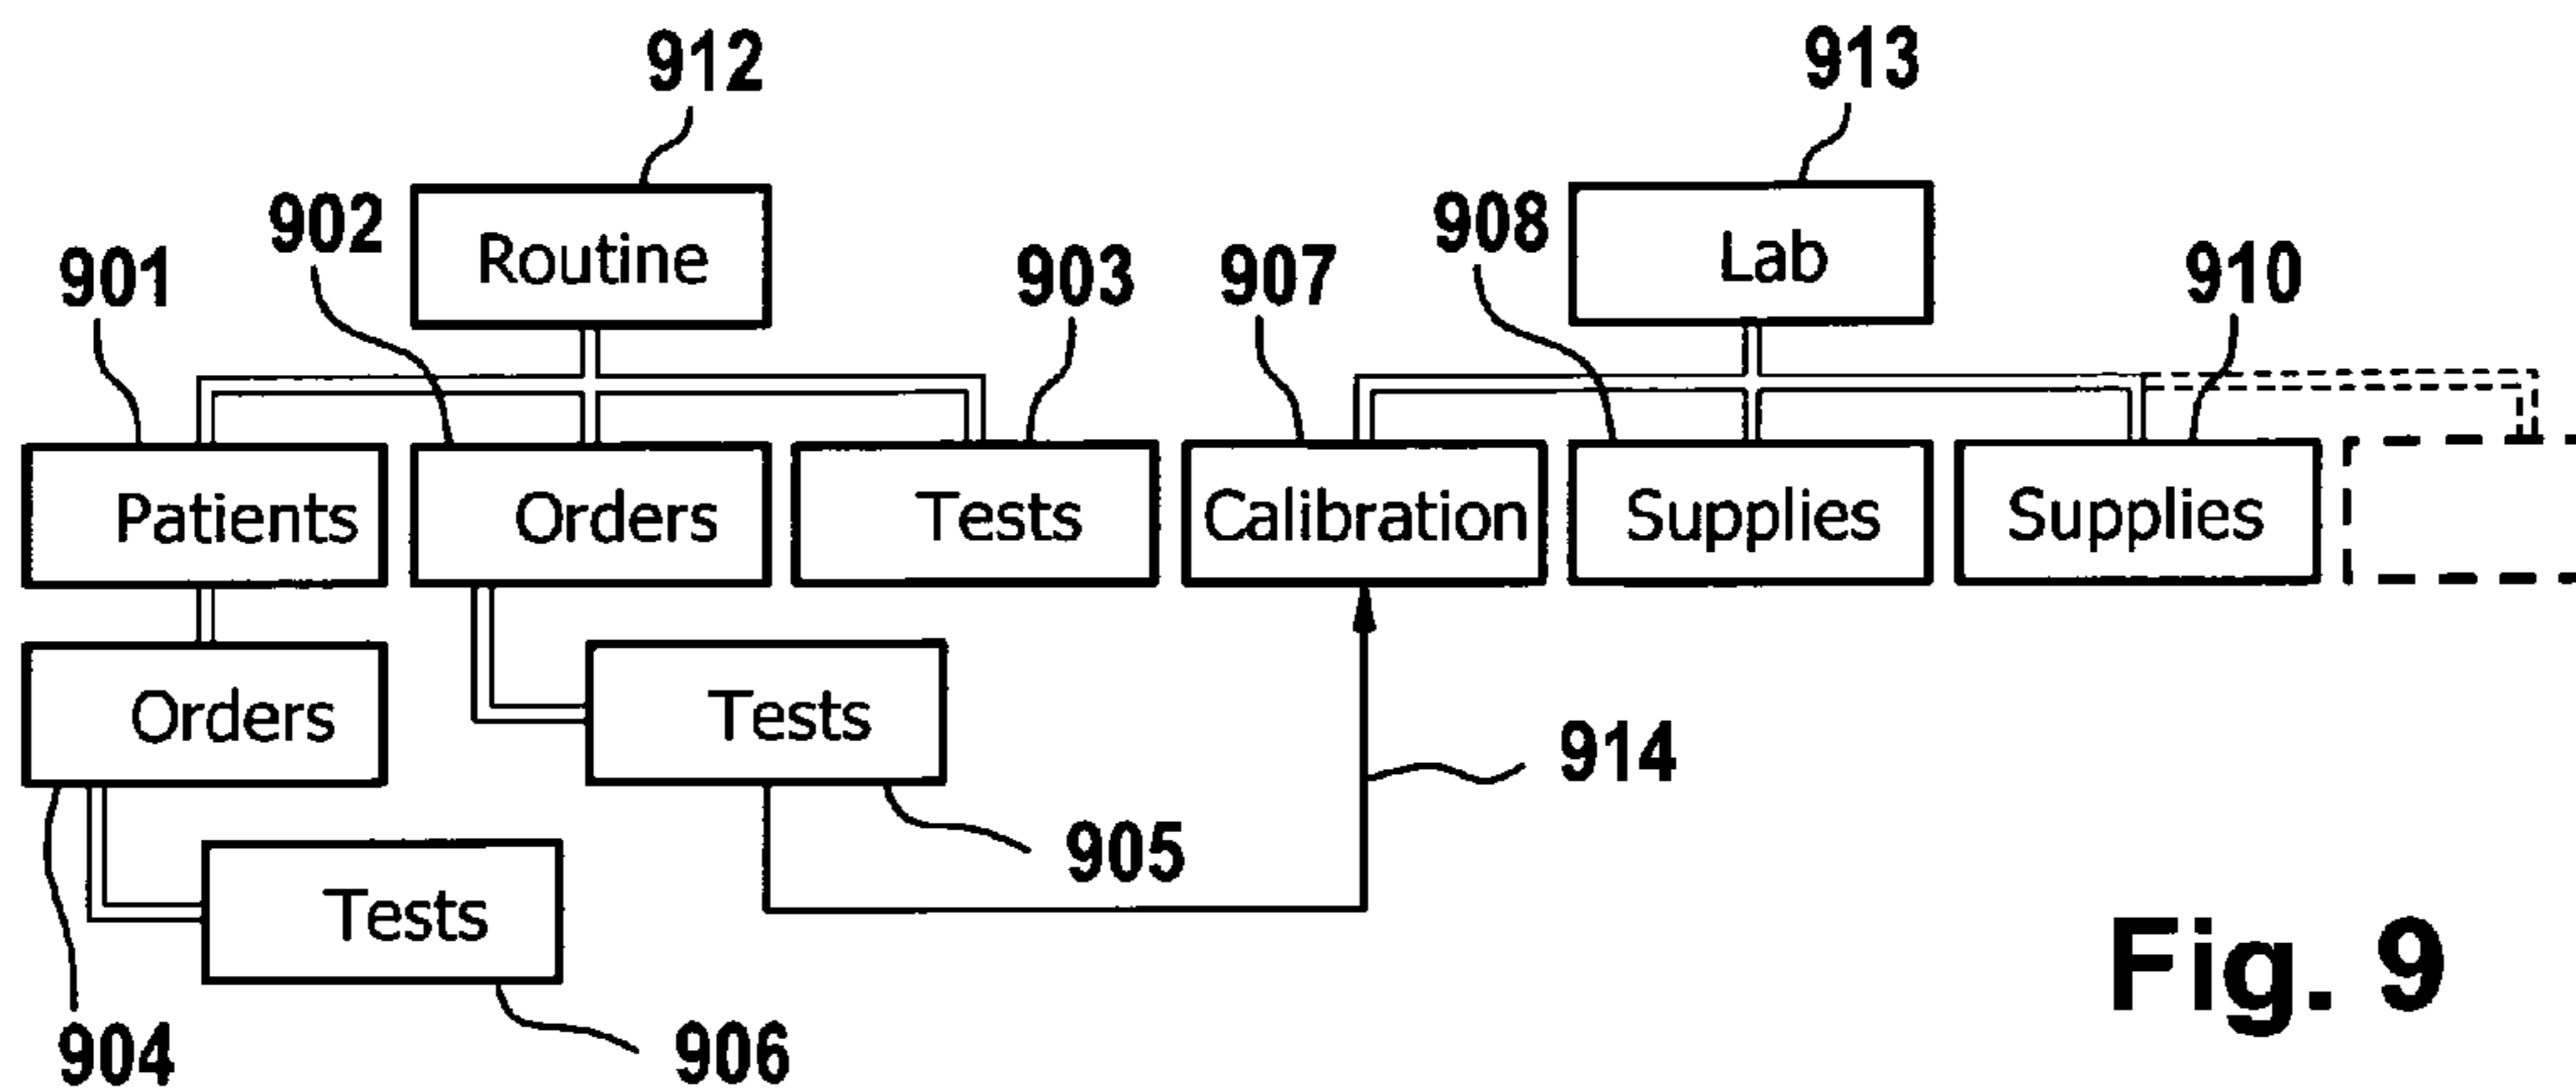 912
913
902
Routine
908
Lab
901
903
907
910
Patients
Orders
Tests
Calibration
Supplies
Supplies
Orders
Tests
914
905
Tests
Fig. 9
904
906